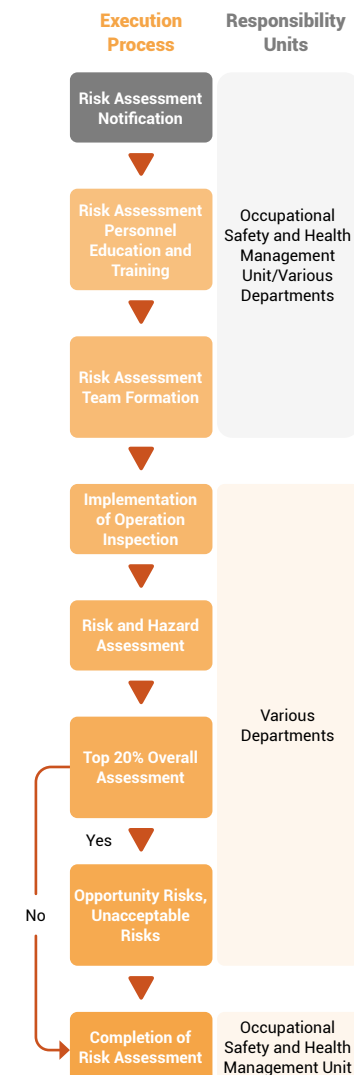 Execution
Process
Responsibility
Units
Risk Assessment
Notification
Risk Assessment
Personnel
Education and
Training
Risk Assessment
Team Formation
Occupational
Safety and Health
Management
Unit/Various
Departments
Implementation
of Operation
Inspection
Risk and Hazard
Assessment
Top 20% Overall
Assessment
Yes
No
Opportunity Risks,
Unacceptable
Risks
Various
Departments
Completion of
Risk Assessment
Occupational
Safety and Health
Management Unit